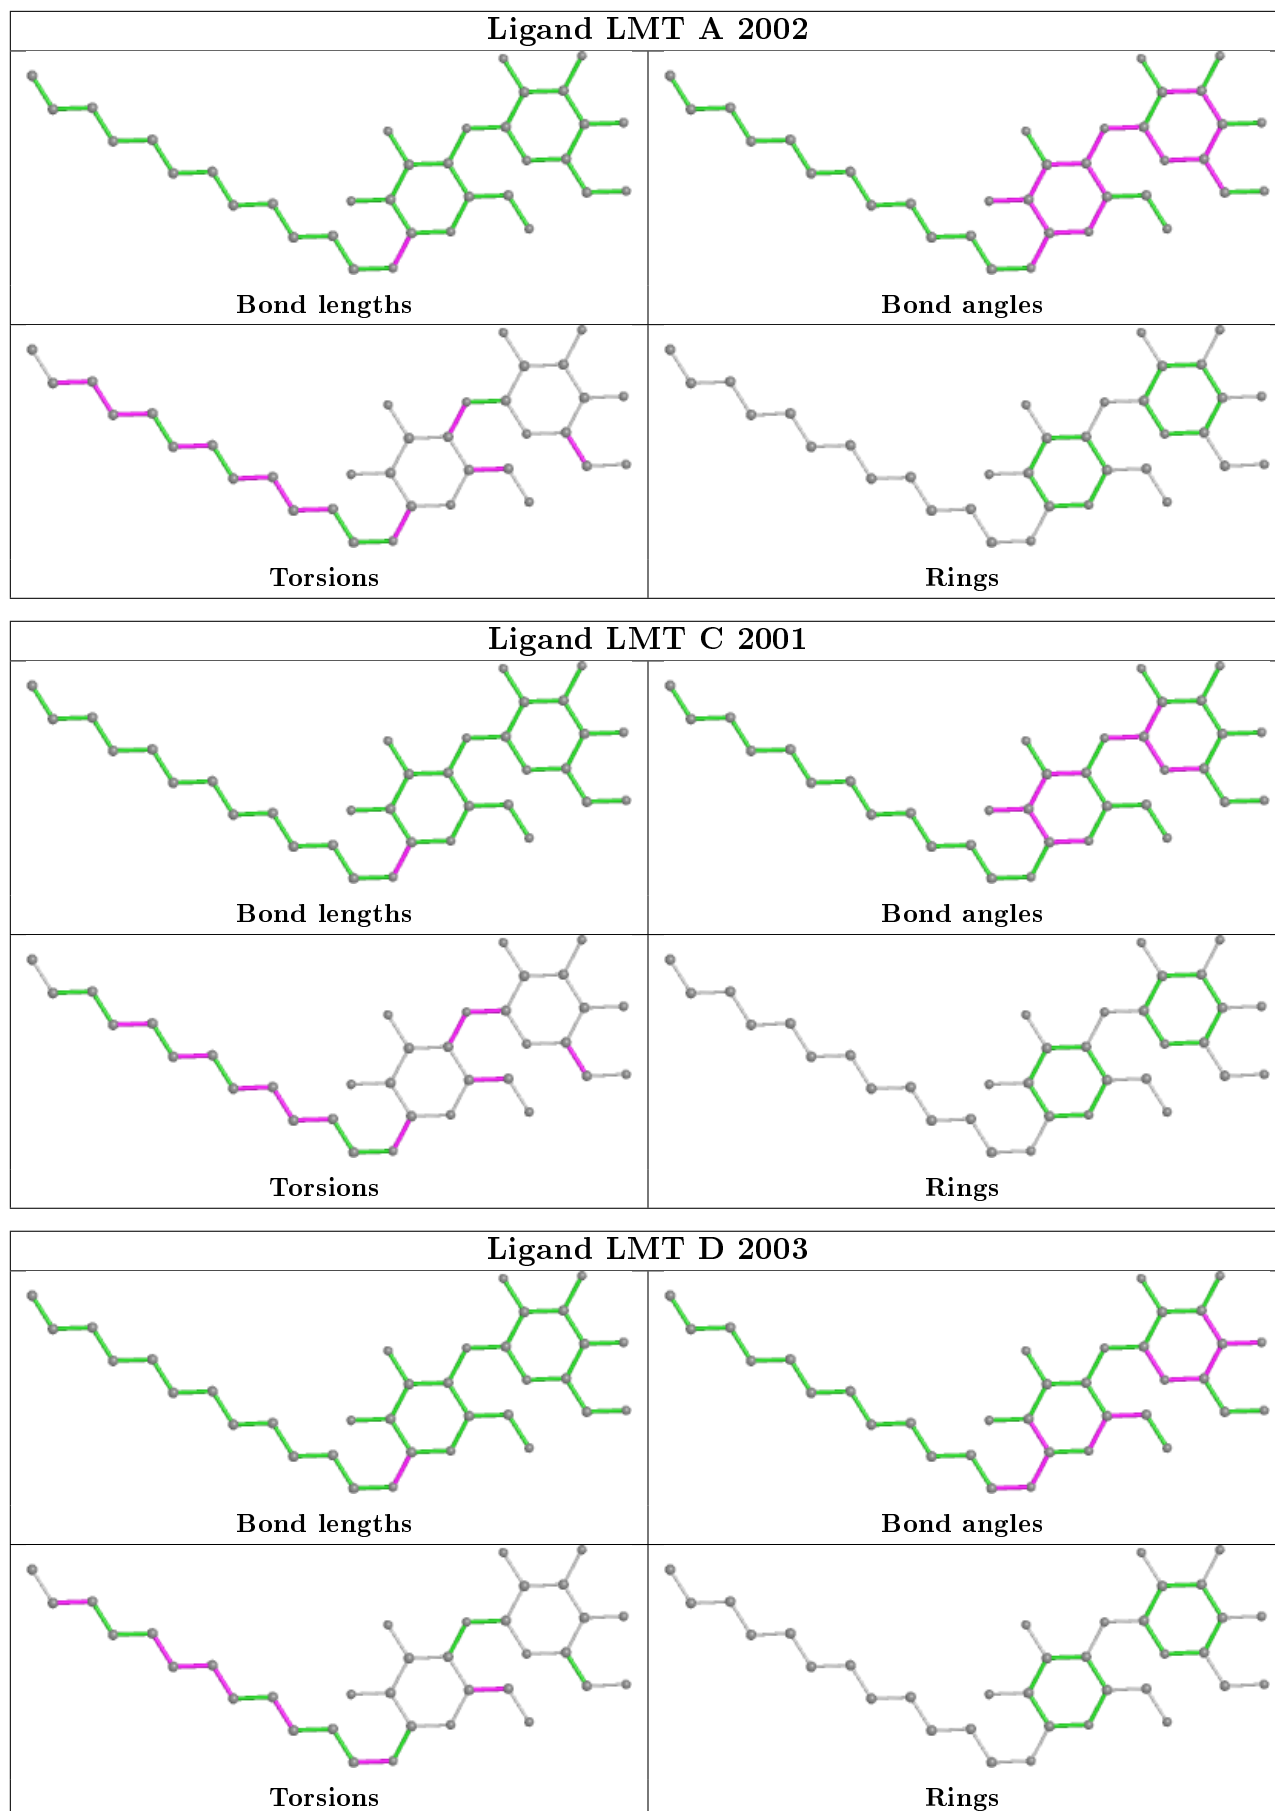 Ligand LMT A 2002
Bond lengths
Bond angles
Torsions
Rings
Ligand LMT C 2001
Bond lengths
Bond angles
Torsions
Rings
Ligand LMT D 2003
Bond lengths
Bond angles
Torsions
Rings